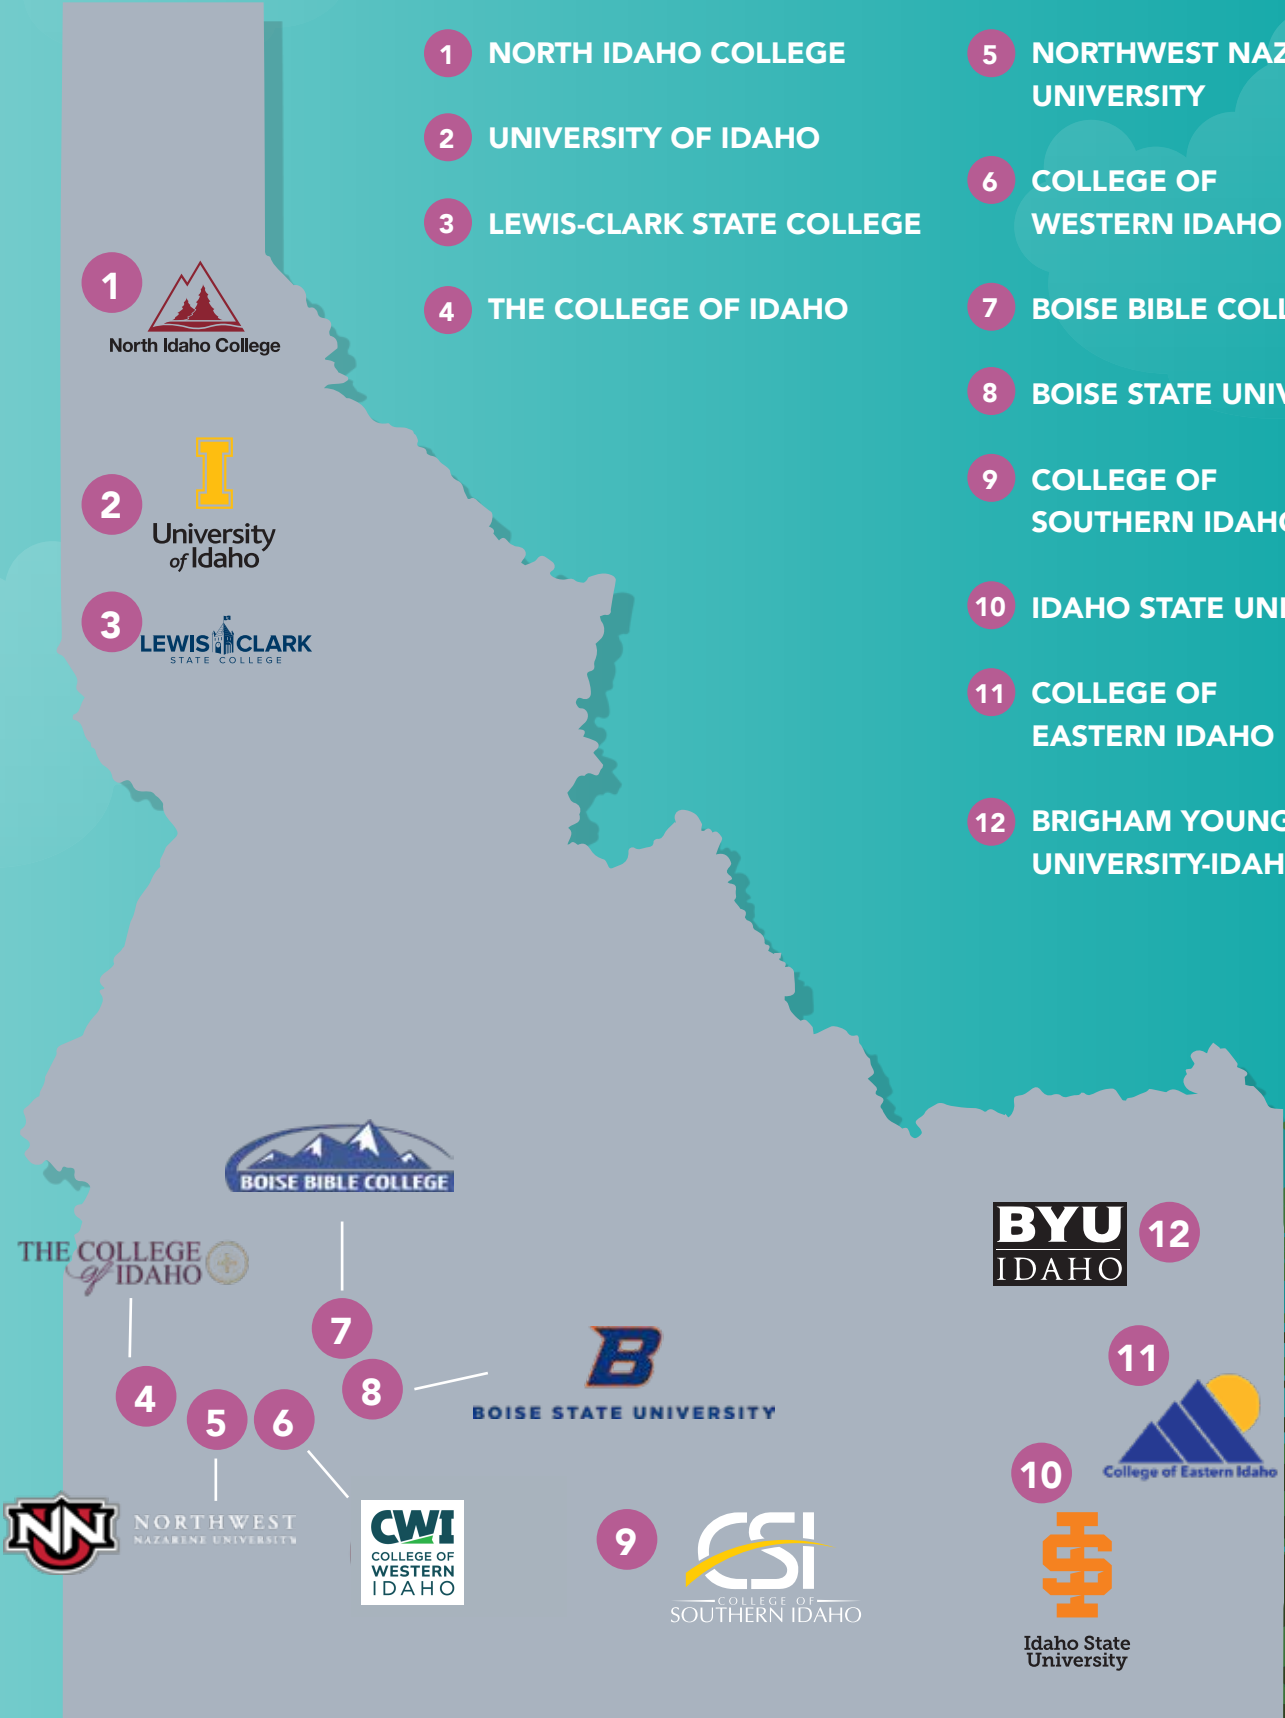 1 NORTH IDAHO COLLEGE
2 UNIVERSITY OF IDAHO
3 LEWIS-CLARK STATE COLLEGE
4 THE COLLEGE OF IDAHO
5 NORTHWEST NAZ
UNIVERSITY
6 COLLEGE OF
WESTERN IDAHO
7 BOISE BIBLE COLL
8 BOISE STATE UNIV
9 COLLEGE OF
SOUTHERN IDAHO
10 IDAHO STATE UNI
11 COLLEGE OF
EASTERN IDAHO
12 BRIGHAM YOUNG
UNIVERSITY-IDAH
1
North Idaho College
2
I
University
of Idaho
3
LEWIS CLARK
STATE COLLEGE
BOISE BIBLE COLLEGE
THE COLLEGE
of IDAHO
7
8
4
5
6
B
BOISE STATE UNIVERSITY
BYU
IDAHO
12
11
College of Eastern Idaho
10
NN
NORTHWEST
NAZARENE UNIVERSITY
CWI
COLLEGE OF
WESTERN
IDAHO
9
CSI
COLLEGE OF
SOUTHERN IDAHO
IS
Idaho State
University